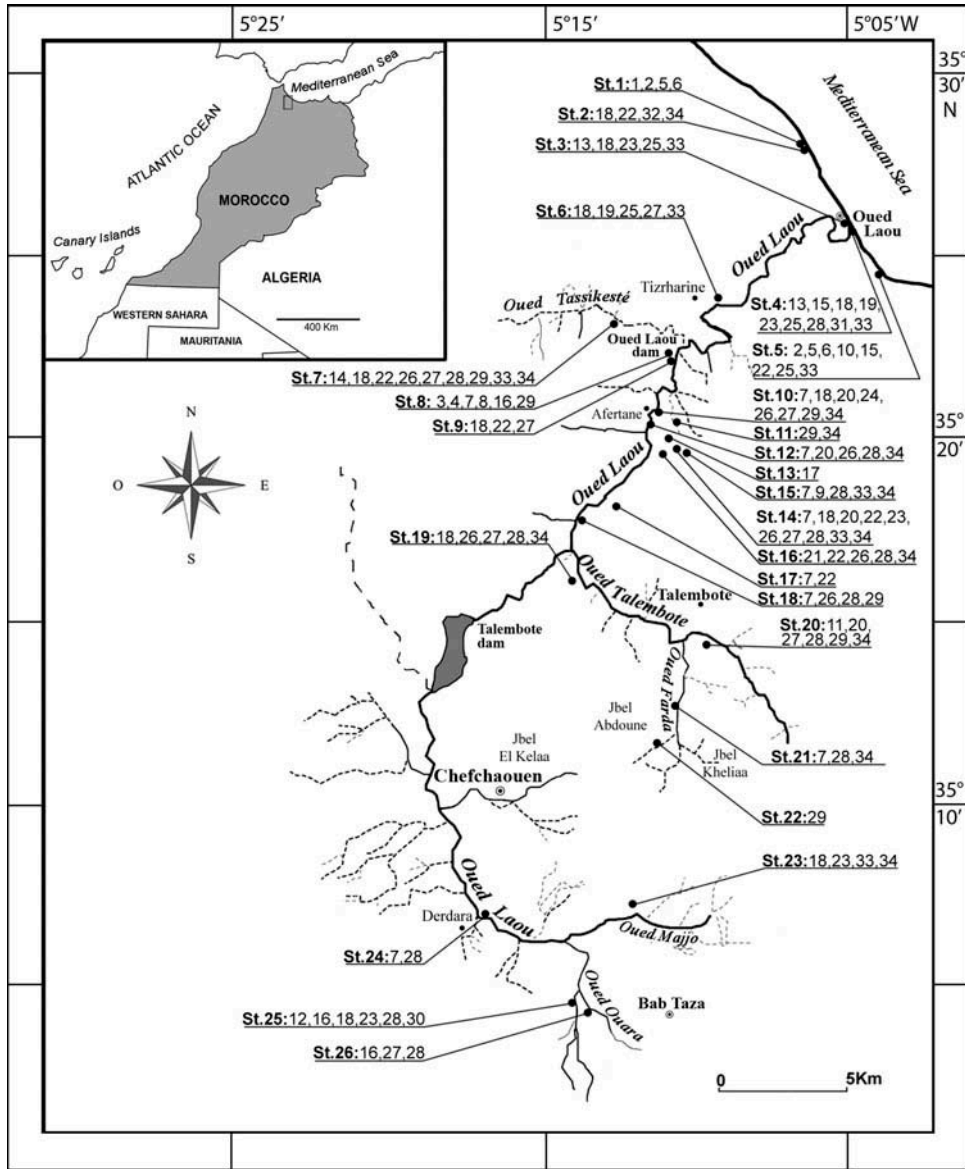 5°25′
5°15′
5°05′W
35°
30′
N
35°
20′
35°
10′
Mediterranean Sea
ATLANTIC OCEAN
MOROCCO
Canary Islands
ALGERIA
WESTERN SAHARA
MAURITANIA
400 Km
St.1:1,2,5,6
St.2:18,22,32,34
St.3:13,18,23,25,33
Mediterranean Sea
Oued
Laou
St.6:18,19,25,27,33
Oued Laou
Tizrharine
Oued Tassikesté
Oued Laou
dam
St.4:13,15,18,19,
23,25,28,31,33
St.5: 2,5,6,10,15,
22,25,33
St.7:14,18,22,26,27,28,29,33,34
St.8: 3,4,7,8,16,29
St.9:18,22,27
Afertane
St.10:7,18,20,24,
26,27,29,34
St.11:29,34
St.12:7,20,26,28,34
St.13:17
St.15:7,9,28,33,34
St.14:7,18,20,22,23,
26,27,28,33,34
St.16:21,22,26,28,34
St.17:7,22
St.18:7,26,28,29
N
O
E
S
Oued Laou
St.19:18,26,27,28,34
Oued Talembote
Talembote
St.20:11,20,
27,28,29,34
Talembote
dam
Oued Farda
Jbel
Abdoune
Jbel
Kheliaa
St.21:7,28,34
Jbel
El Kelaa
Chefchaouen
St.22:29
St.23:18,23,33,34
Oued Laou
Derdara
Oued Majjo
St.24:7,28
St.25:12,16,18,23,28,30
St.26:16,27,28
Oued Ouara
Bab Taza
0
5Km